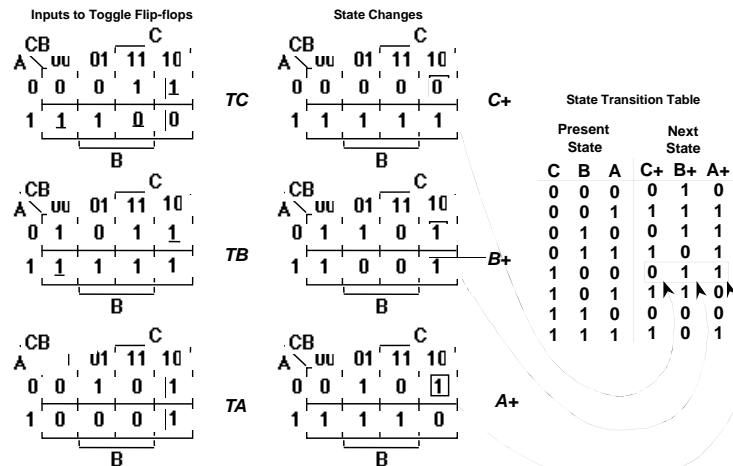 Inputs to Toggle Flip-flops
C
CB
A 00 01 11 10
0 0 0 1 1
1 1 1 0 0
B
TC
C
CB
A 00 01 11 10
0 1 0 1 1
1 1 1 1 1
B
TB
C
CB
A 01 11 10
0 0 1 0 1
1 0 0 0 1
B
TA
State Changes
C
CB
A 00 01 11 10
0 0 0 0 0
1 1 1 1 1
B
C+
C
CB
A 00 01 11 10
0 1 1 0 1
1 1 0 0 1
B
B+
C
CB
A 00 01 11 10
0 0 1 0 1
1 1 1 1 0
B
A+
State Transition Table
Present State
Next State
C B A C+ B+ A+
0 0 0 0 1 0
0 0 1 1 1 1
0 1 0 0 1 1
0 1 1 1 0 1
1 0 0 0 1 1
1 0 1 1 1 0
1 1 0 0 0 0
1 1 1 1 0 1